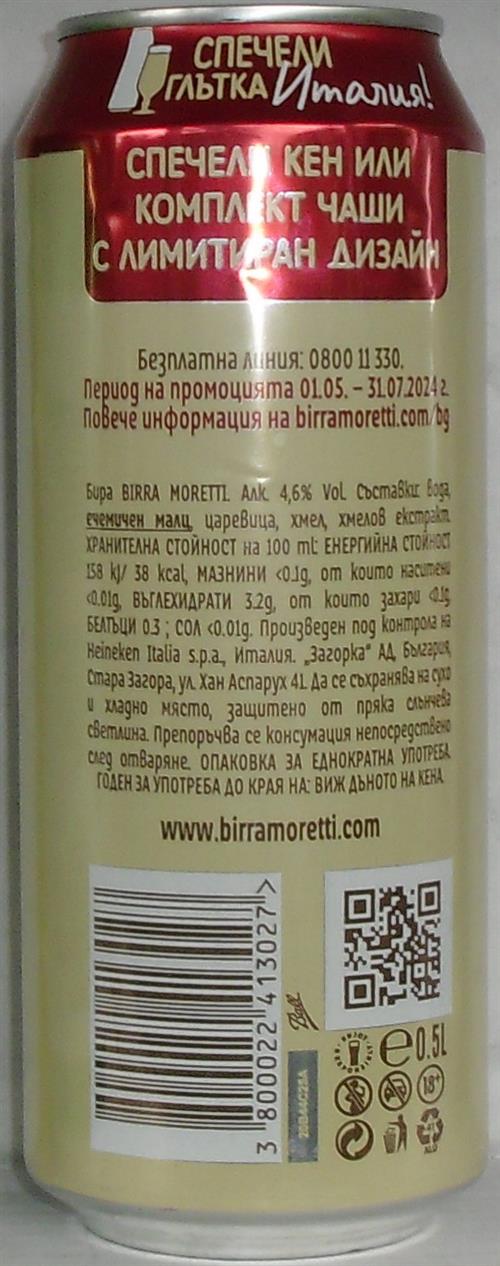 СПЕЧЕЛИ
ГЛЪТКА Италия!
СПЕЧЕЛИ КЕН ИЛИ
КОМПЛЕКТ ЧАШИ
С ЛИМИТИРАН ДИЗАЙН
Безплатна линия: 0800 11 330.
Период на промоцията 01.05. – 31.07.2024 г.
Повече информация на birramoretti.com/bg
Бира BIRRA MORETTI. Алк. 4,6% Vol. Съставки: вода,
ечемичен малц, царевица, хмел, хмелов екстракт.
ХРАНИТЕЛНА СТОЙНОСТ на 100 ml: ЕНЕРГИЙНА СТОЙНОСТ
158 kJ/ 38 kcal, МАЗНИНИ <0.1g, от които наситени
<0.01g, ВЪГЛЕХИДРАТИ 3.2g, от които захари <0.1g,
БЕЛТЪЦИ 0.3 ; СОЛ <0.01g. Произведен под контрола на
Heineken Italia s.p.a., Италия. „Загорка“ АД, България,
Стара Загора, ул. Хан Аспарух 41. Да се съхранява на сухо
и хладно място, защитено от пряка слънчева
светлина. Препоръчва се консумация непосредствено
след отваряне. ОПАКОВКА ЗА ЕДНОКРАТНА УПОТРЕБА.
ГОДЕН ЗА УПОТРЕБА ДО КРАЯ НА: ВИЖ ДЪНОТО НА КЕНА.
www.birramoretti.com
3 800022 413027 >
Ball
e 0.5L
18+
41
ALU